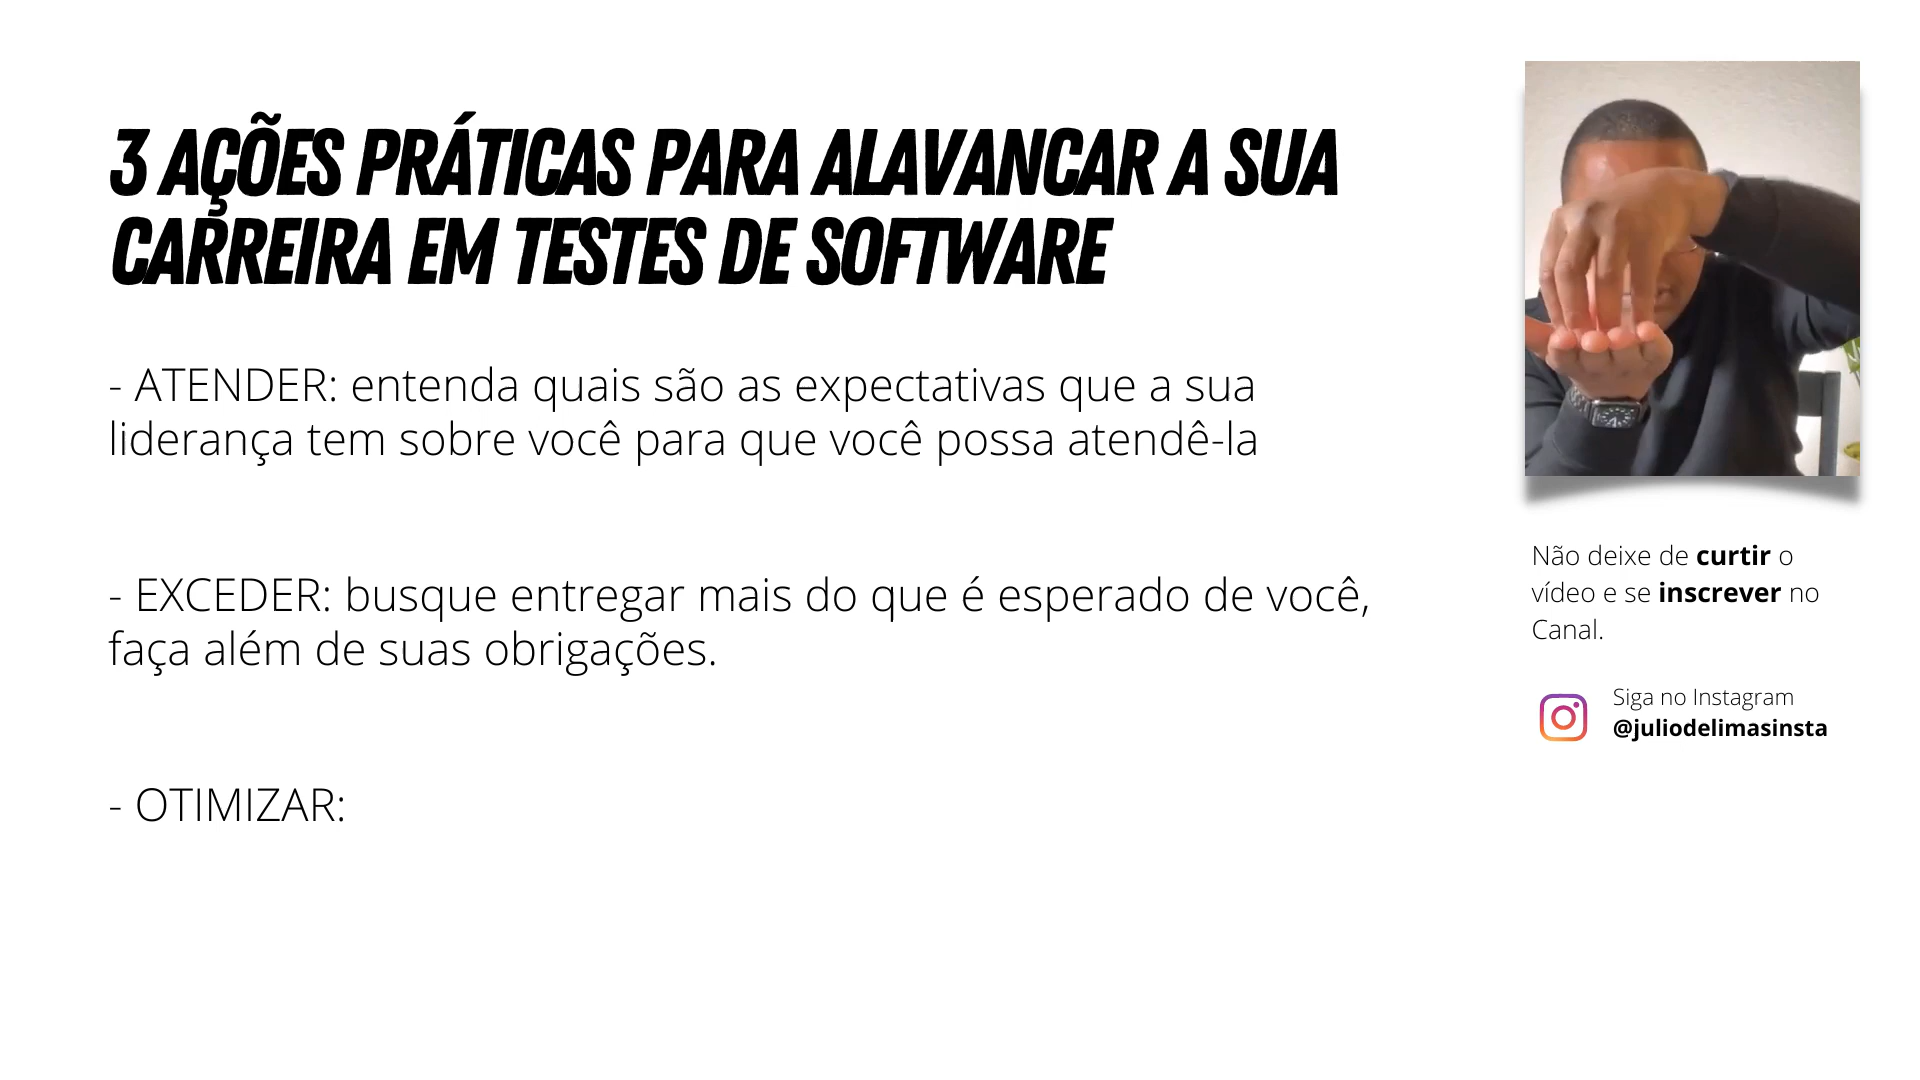 3 AÇÕES PRÁTICAS PARA ALAVANCAR A SUA
CARREIRA EM TESTES DE SOFTWARE
- ATENDER: entenda quais são as expectativas que a sua
liderança tem sobre você para que você possa atendê-la
- EXCEDER: busque entregar mais do que é esperado de você,
faça além de suas obrigações.
- OTIMIZAR:
Não deixe de curtir o
vídeo e se inscrever no
Canal.
Siga no Instagram
@juliodelimasinsta